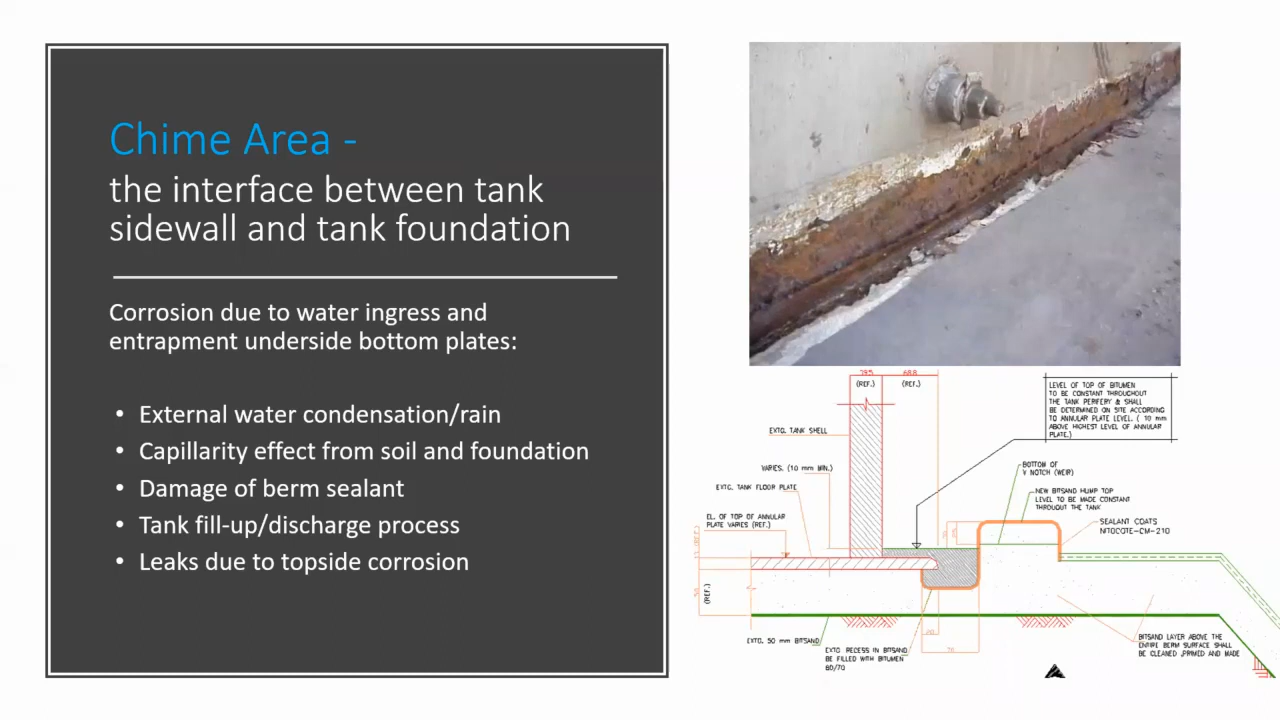 Chime Area -
the interface between tank
sidewall and tank foundation
Corrosion due to water ingress and
entrapment underside bottom plates:
• External water condensation/rain
• Capillarity effect from soil and foundation
• Damage of berm sealant
• Tank fill-up/discharge process
• Leaks due to topside corrosion
(REF.)
68.8
(REF.)
LEVEL OF TOP OF BITUMEN
TO BE CONSTANT THROUGHOUT
THE TANK PERIFERY & SHALL
BE DETERMINED ON SITE ACCORDING
TO ANNULAR PLATE LEVEL. ( 10 mm
ABOVE HIGHEST LEVEL OF ANNULAR
PLATE.)
EXTG. TANK SHELL
VARIES. (10 mm MIN.)
EXTG. TANK FLOOR PLATE
EL. OF TOP OF ANNULAR
PLATE VARIES (REF.)
BOTTOM OF
V NOTCH (WEIR)
NEW BITSAND HUMP TOP
LEVEL TO BE MADE CONSTANT
THROUGHOUT THE TANK
SEALANT COATS
NITOCOTE-CM-210
(REF.)
EXTG. 50 mm BITSAND
EXTG RECESS IN BITSAND
BE FILLED WITH BITUMEN
80/70
BITSAND LAYER ABOVE THE
ENTIRE BERM SURFACE SHALL
BE CLEANED ,PRIMED AND MADE